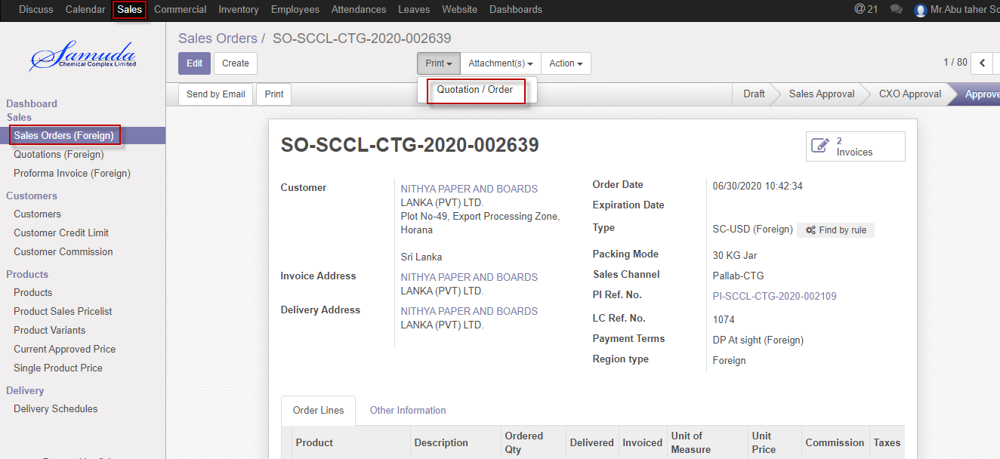 Discuss Calendar Sales Commercial Inventory Employees Attendances Leaves Website Dashboards @ 21 Mr.Abu taher
Samuda
Chemical Complex Limited
Dashboard
Sales
Sales Orders (Foreign)
Quotations (Foreign)
Proforma Invoice (Foreign)
Customers
Customers
Customer Credit Limit
Customer Commission
Products
Products
Product Sales Pricelist
Product Variants
Current Approved Price
Single Product Price
Delivery
Delivery Schedules
Sales Orders / SO-SCCL-CTG-2020-002639
Edit Create Print Attachment(s) Action 1 / 80
Quotation / Order
Send by Email Print Draft Sales Approval CXO Approval Approve
SO-SCCL-CTG-2020-002639
2
Invoices
Customer
NITHYA PAPER AND BOARDS
LANKA (PVT) LTD.
Plot No-49, Export Processing Zone,
Horana
Sri Lanka
Invoice Address NITHYA PAPER AND BOARDS
LANKA (PVT) LTD.
Delivery Address NITHYA PAPER AND BOARDS
LANKA (PVT) LTD.
Order Date 06/30/2020 10:42:34
Expiration Date
Type SC-USD (Foreign) Find by rule
Packing Mode 30 KG Jar
Sales Channel Pallab-CTG
PI Ref. No. PI-SCCL-CTG-2020-002109
LC Ref. No. 1074
Payment Terms DP At sight (Foreign)
Region type Foreign
Order Lines Other Information
Product Description Ordered Qty Delivered Invoiced Unit of Measure Unit Price Commission Taxes